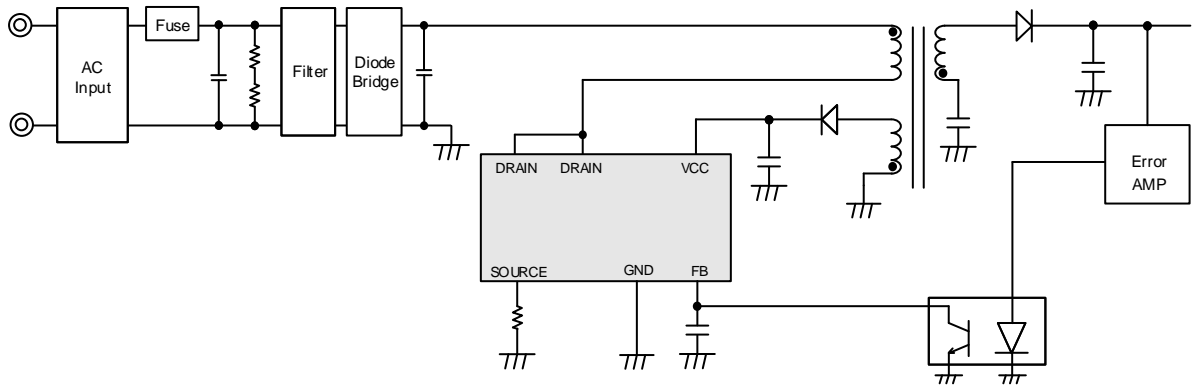 AC
Input
Fuse
Filter
Diode
Bridge
DRAIN DRAIN VCC
SOURCE GND FB
Error
AMP